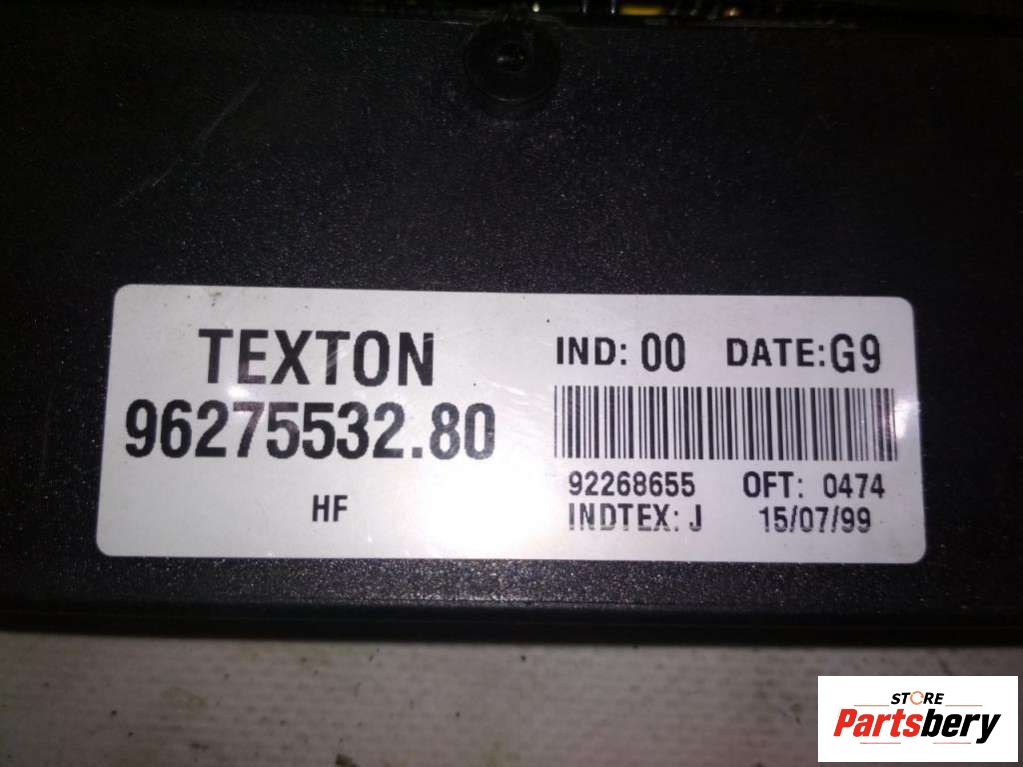 TEXTON
96275532.80
HF
IND: 00 DATE: G9
92268655 OFT: 0474
INDTEX: J 15/07/99
STORE
Partsbery